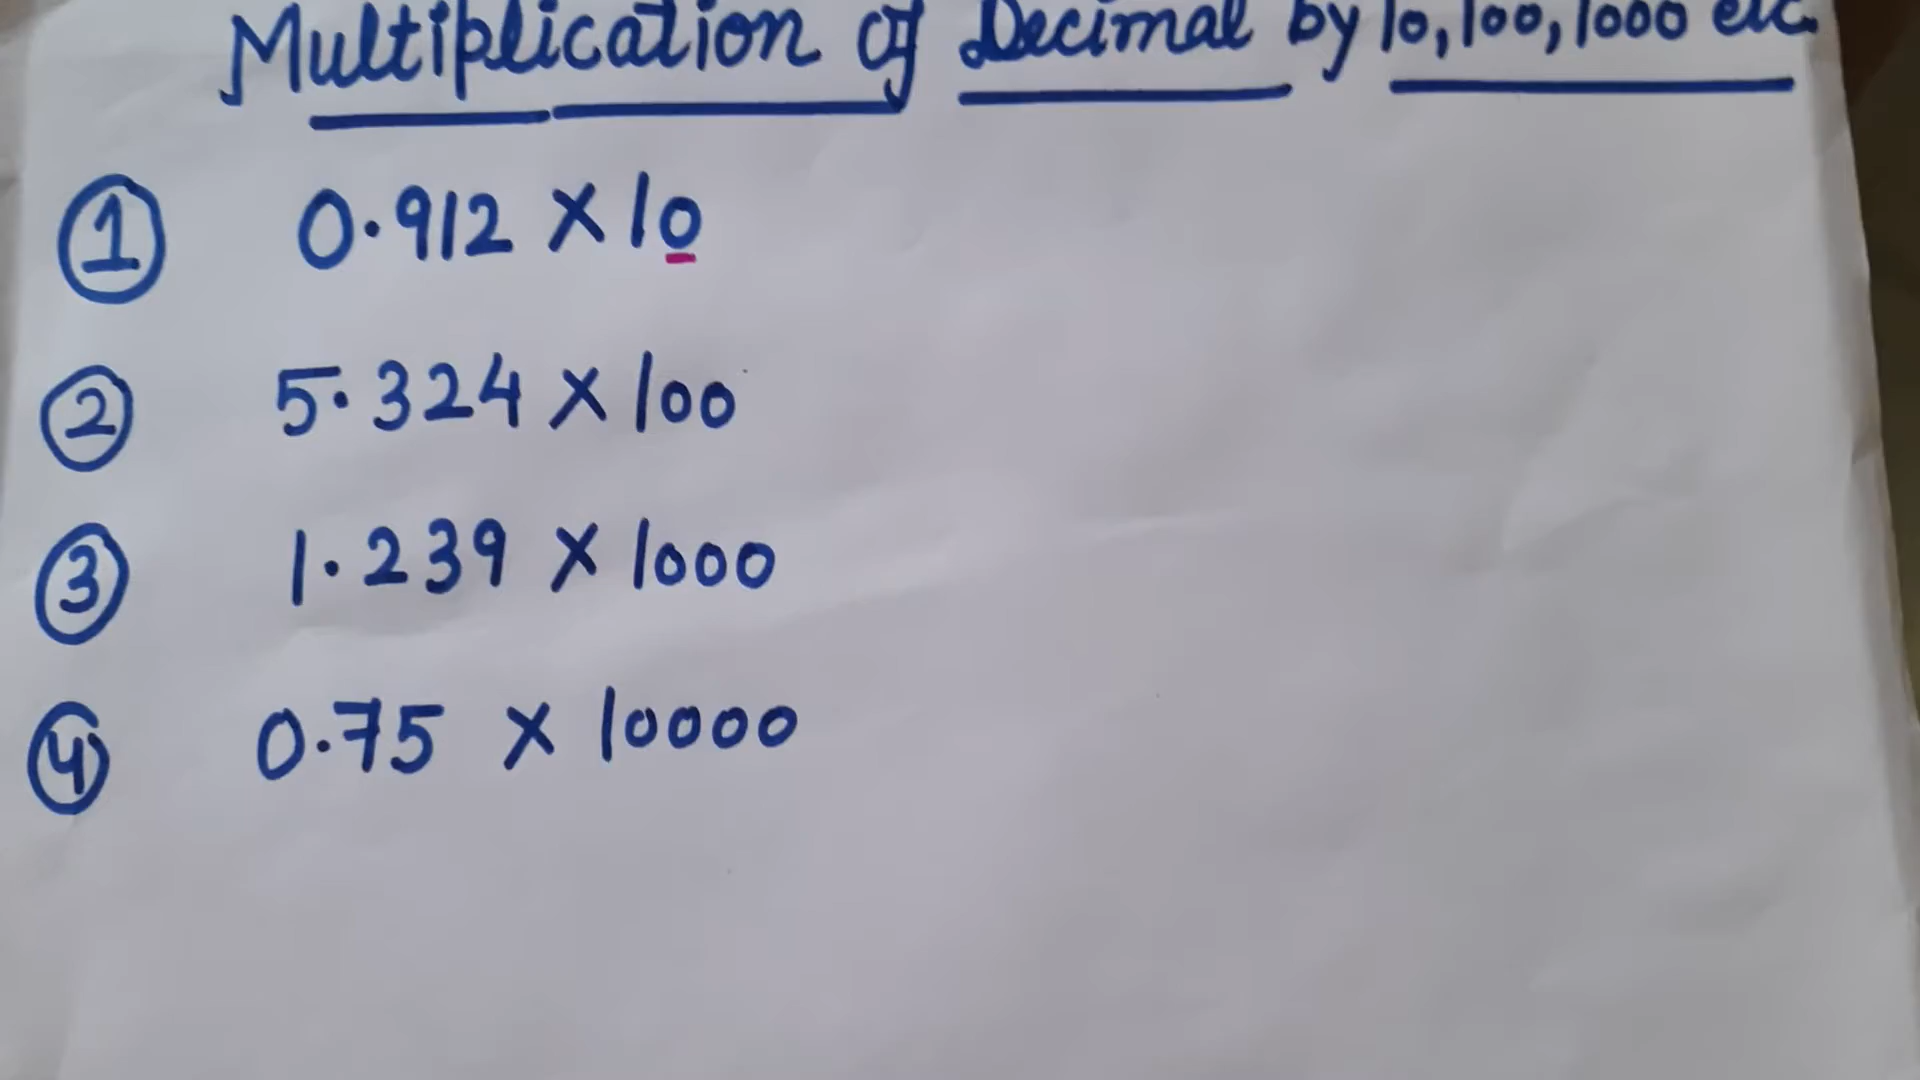 Multiplication of Decimal by 10, 100, 1000 etc.
① 0.912 × 10
② 5.324 × 100
③ 1.239 × 1000
④ 0.75 × 10000